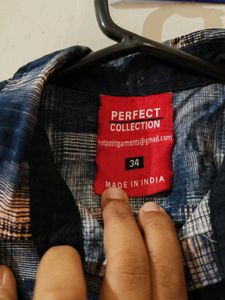 PERFECT
COLLECTION
hotpointgarments@gmail.com
34
MADE IN INDIA